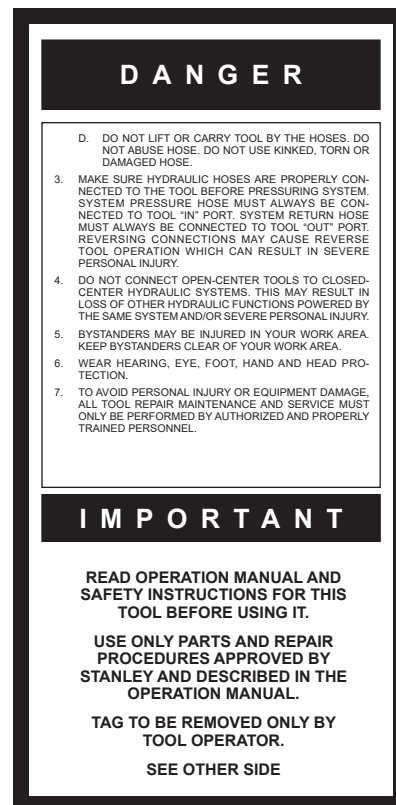 DANGER
D. DO NOT LIFT OR CARRY TOOL BY THE HOSES. DO
NOT ABUSE HOSE. DO NOT USE KINKED, TORN OR
DAMAGED HOSE.
3. MAKE SURE HYDRAULIC HOSES ARE PROPERLY CON-
NECTED TO THE TOOL BEFORE PRESSURING SYSTEM.
SYSTEM PRESSURE HOSE MUST ALWAYS BE CON-
NECTED TO TOOL “IN” PORT. SYSTEM RETURN HOSE
MUST ALWAYS BE CONNECTED TO TOOL “OUT” PORT.
REVERSING CONNECTIONS MAY CAUSE REVERSE
TOOL OPERATION WHICH CAN RESULT IN SEVERE
PERSONAL INJURY.
4. DO NOT CONNECT OPEN-CENTER TOOLS TO CLOSED-
CENTER HYDRAULIC SYSTEMS. THIS MAY RESULT IN
LOSS OF OTHER HYDRAULIC FUNCTIONS POWERED BY
THE SAME SYSTEM AND/OR SEVERE PERSONAL INJURY.
5. BYSTANDERS MAY BE INJURED IN YOUR WORK AREA.
KEEP BYSTANDERS CLEAR OF YOUR WORK AREA.
6. WEAR HEARING, EYE, FOOT, HAND AND HEAD PRO-
TECTION.
7. TO AVOID PERSONAL INJURY OR EQUIPMENT DAMAGE,
ALL TOOL REPAIR MAINTENANCE AND SERVICE MUST
ONLY BE PERFORMED BY AUTHORIZED AND PROPERLY
TRAINED PERSONNEL.
IMPORTANT
READ OPERATION MANUAL AND
SAFETY INSTRUCTIONS FOR THIS
TOOL BEFORE USING IT.
USE ONLY PARTS AND REPAIR
PROCEDURES APPROVED BY
STANLEY AND DESCRIBED IN THE
OPERATION MANUAL.
TAG TO BE REMOVED ONLY BY
TOOL OPERATOR.
SEE OTHER SIDE